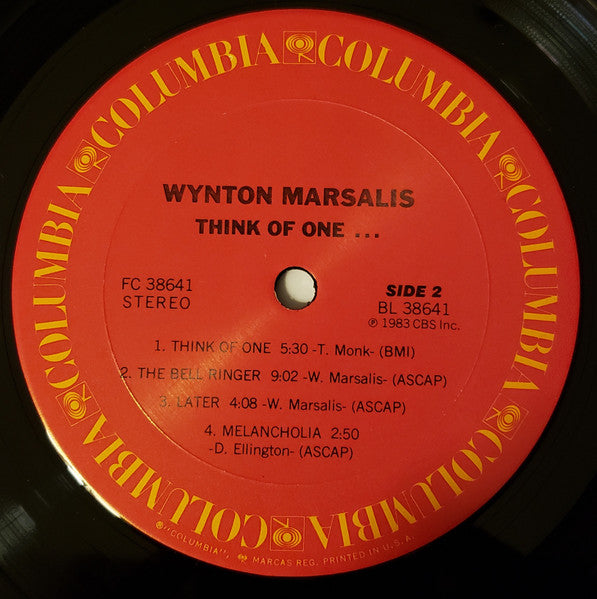 COLUMBIA COLUMBIA COLUMBIA COLUMBIA COLUMBIA COLUMBIA
WYNTON MARSALIS
THINK OF ONE ...
FC 38641
STEREO
SIDE 2
BL 38641
℗ 1983 CBS Inc.
1. THINK OF ONE 5:30 -T. Monk- (BMI)
2. THE BELL RINGER 9:02 -W. Marsalis- (ASCAP)
3. LATER 4:08 -W. Marsalis- (ASCAP)
4. MELANCHOLIA 2:50
-D. Ellington- (ASCAP)
®"COLUMBIA", MARCAS REG. PRINTED IN U.S.A.